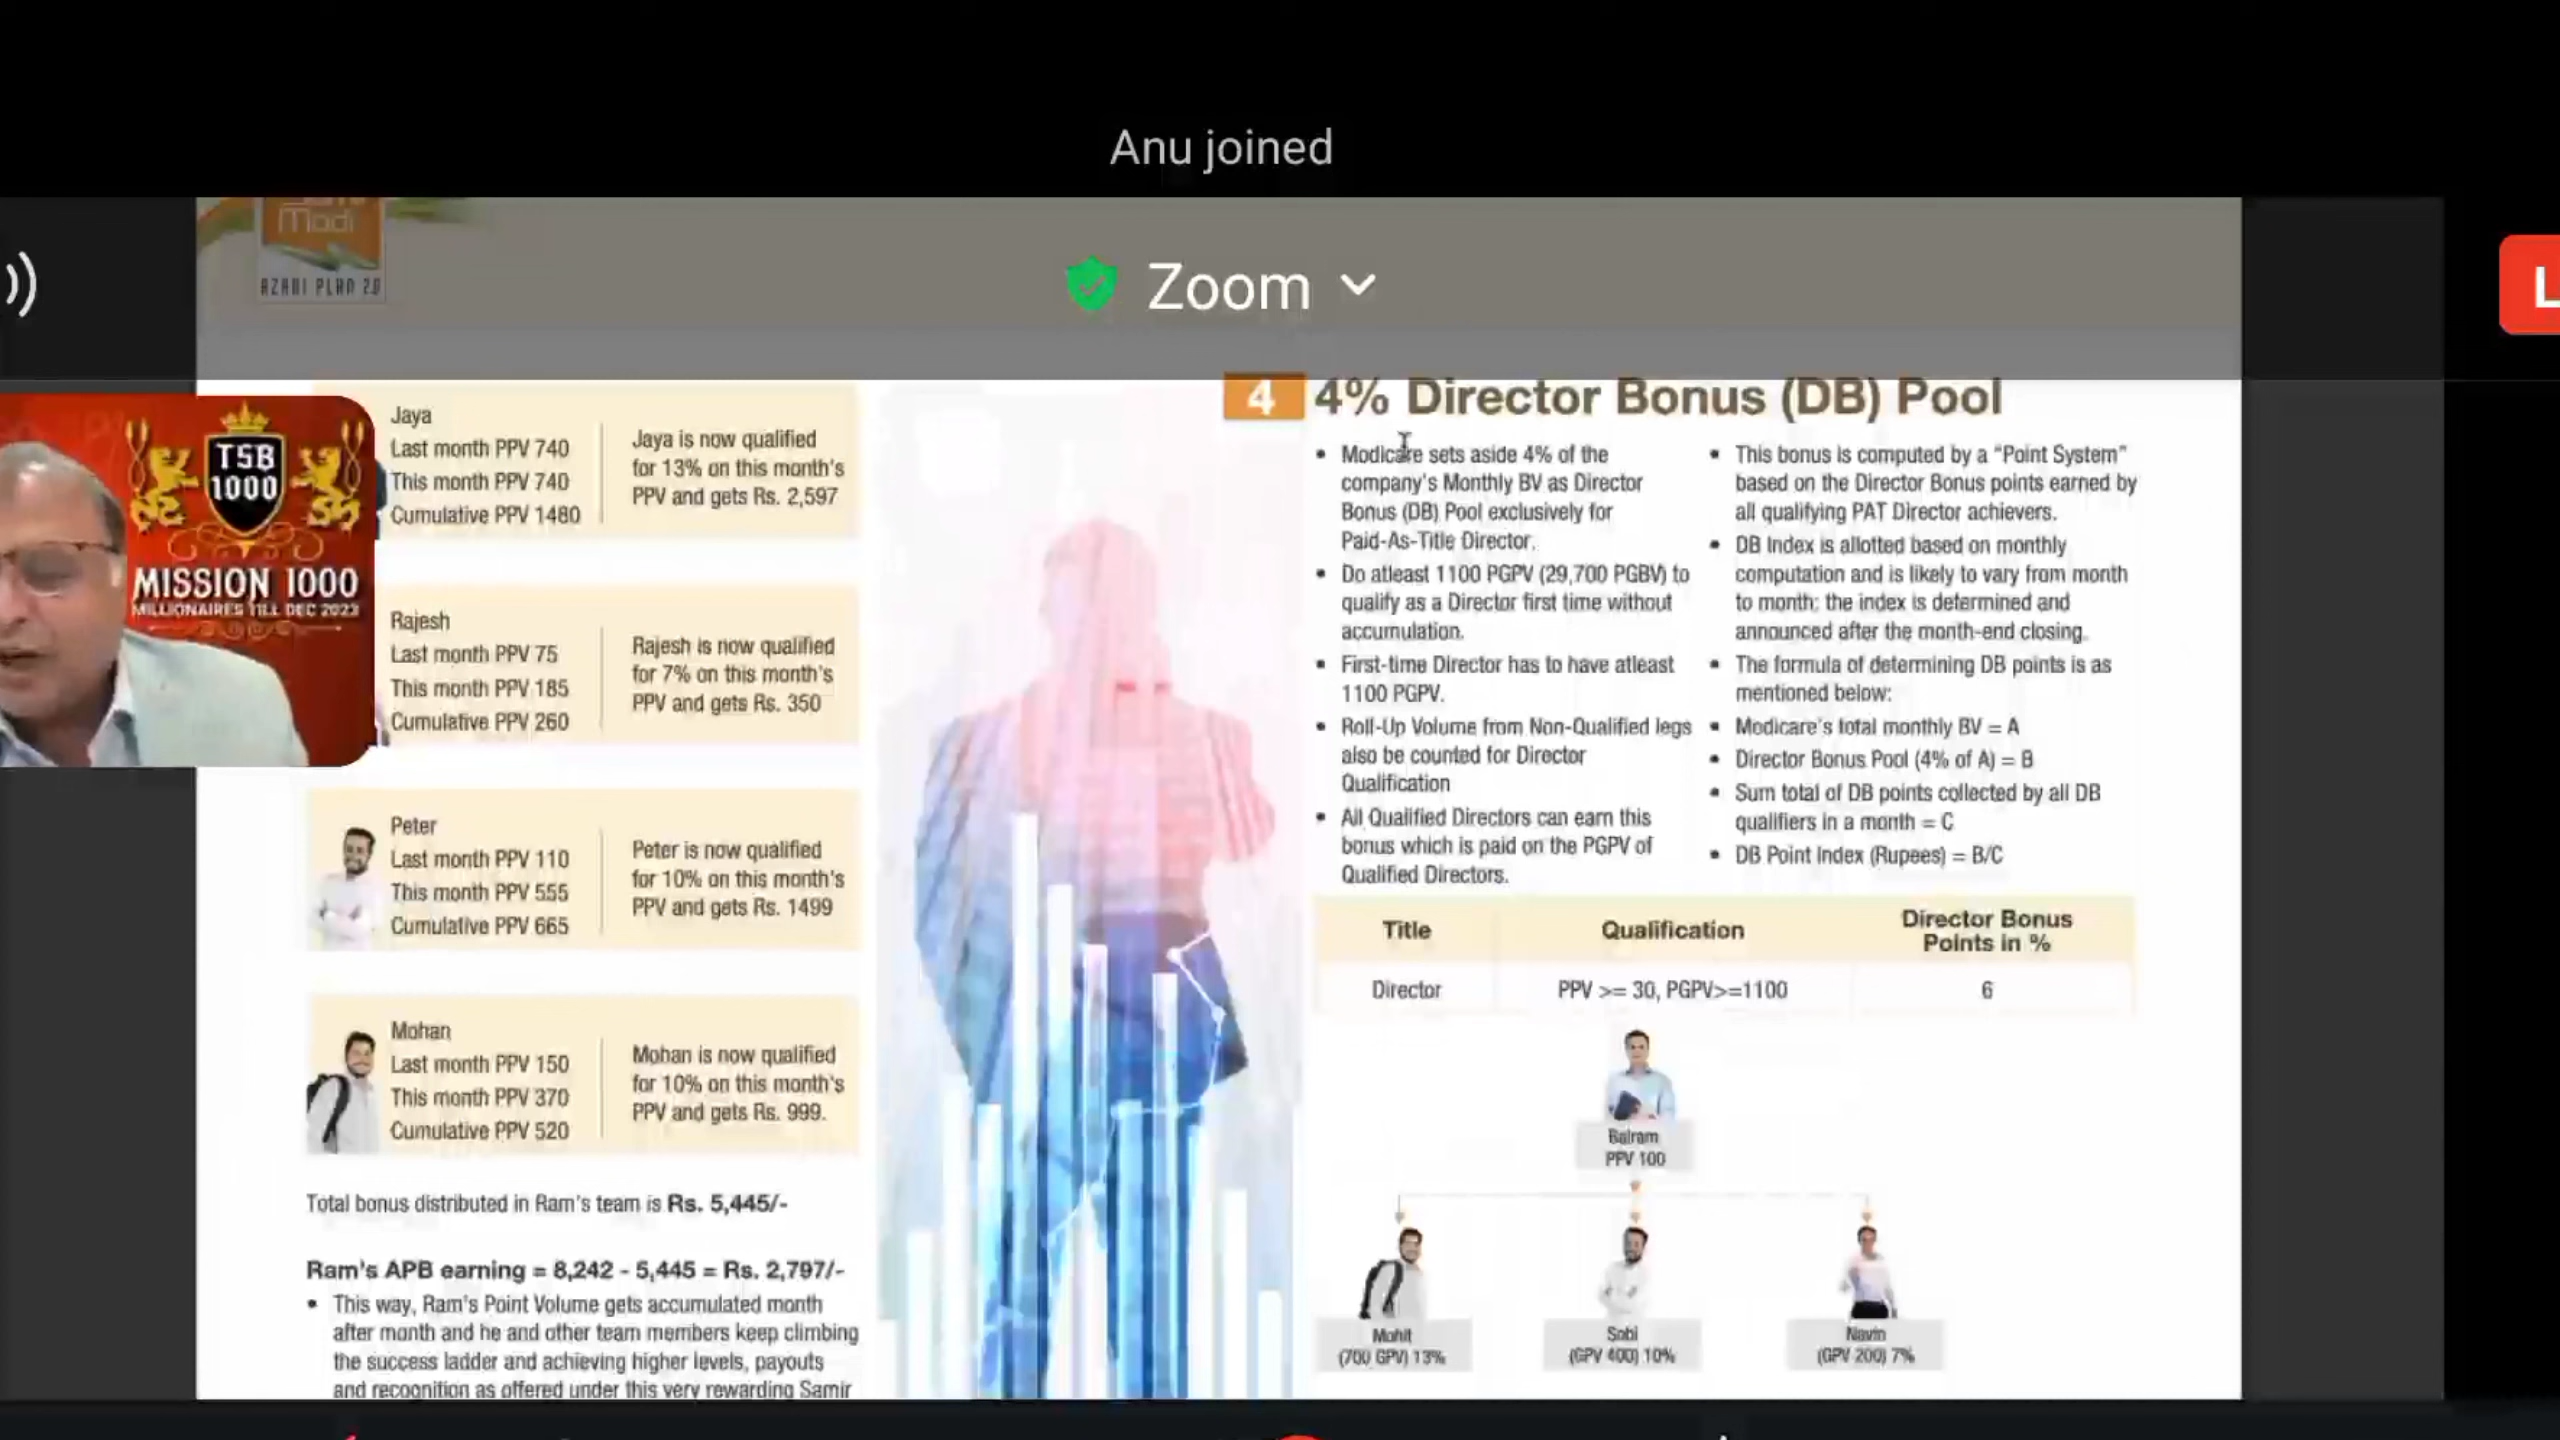 Anu joined
Modi
AZADI PLAN 2.0
Zoom
L
TSB
1000
MISSION 1000
MILLIONAIRES TILL DEC 2023
Jaya
Last month PPV 740
This month PPV 740
Cumulative PPV 1480
Jaya is now qualified
for 13% on this month's
PPV and gets Rs. 2,597
Rajesh
Last month PPV 75
This month PPV 185
Cumulative PPV 260
Rajesh is now qualified
for 7% on this month's
PPV and gets Rs. 350
Peter
Last month PPV 110
This month PPV 555
Cumulative PPV 665
Peter is now qualified
for 10% on this month's
PPV and gets Rs. 1499
Mohan
Last month PPV 150
This month PPV 370
Cumulative PPV 520
Mohan is now qualified
for 10% on this month's
PPV and gets Rs. 999.
Total bonus distributed in Ram's team is Rs. 5,445/-
Ram's APB earning = 8,242 - 5,445 = Rs. 2,797/-
• This way, Ram's Point Volume gets accumulated month
after month and he and other team members keep climbing
the success ladder and achieving higher levels, payouts
and recognition as offered under this very rewarding Samir
4 4% Director Bonus (DB) Pool
• Modicare sets aside 4% of the
company's Monthly BV as Director
Bonus (DB) Pool exclusively for
Paid-As-Title Director.
• Do atleast 1100 PGPV (29,700 PGBV) to
qualify as a Director first time without
accumulation.
• First-time Director has to have atleast
1100 PGPV.
• Roll-Up Volume from Non-Qualified legs
also be counted for Director
Qualification
• All Qualified Directors can earn this
bonus which is paid on the PGPV of
Qualified Directors.
• This bonus is computed by a “Point System”
based on the Director Bonus points earned by
all qualifying PAT Director achievers.
• DB Index is allotted based on monthly
computation and is likely to vary from month
to month; the index is determined and
announced after the month-end closing.
• The formula of determining DB points is as
mentioned below:
• Modicare's total monthly BV = A
• Director Bonus Pool (4% of A) = B
• Sum total of DB points collected by all DB
qualifiers in a month = C
• DB Point Index (Rupees) = B/C
Title Qualification Director Bonus
Points in %
Director PPV >= 30, PGPV>=1100 6
Balram
PPV 100
Mohit
(700 GPV) 13%
Sobi
(GPV 400) 10%
Navin
(GPV 200) 7%